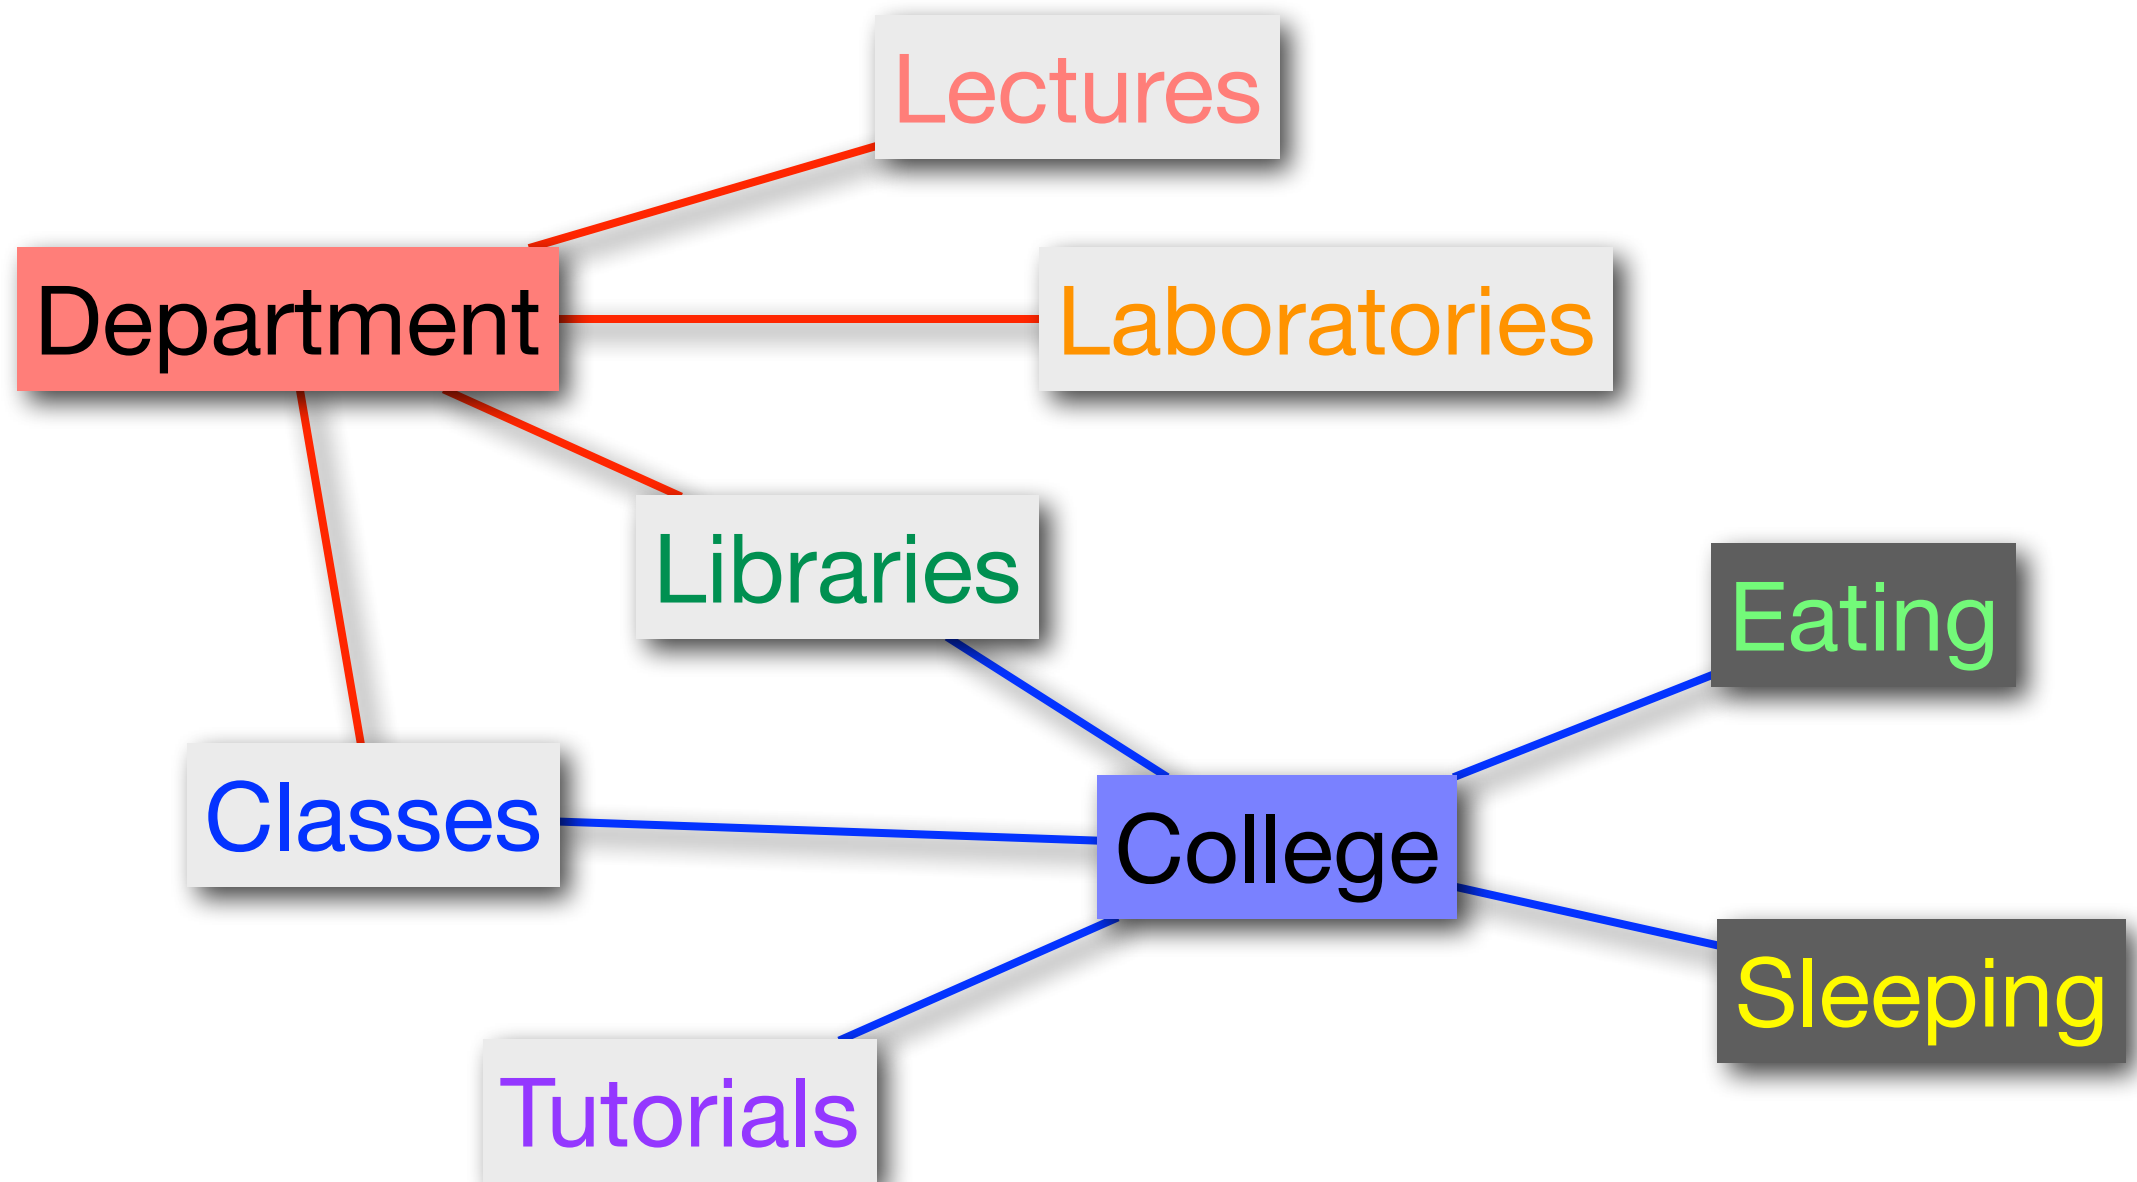 Lectures
Department
Laboratories
Libraries
Eating
Classes
College
Sleeping
Tutorials